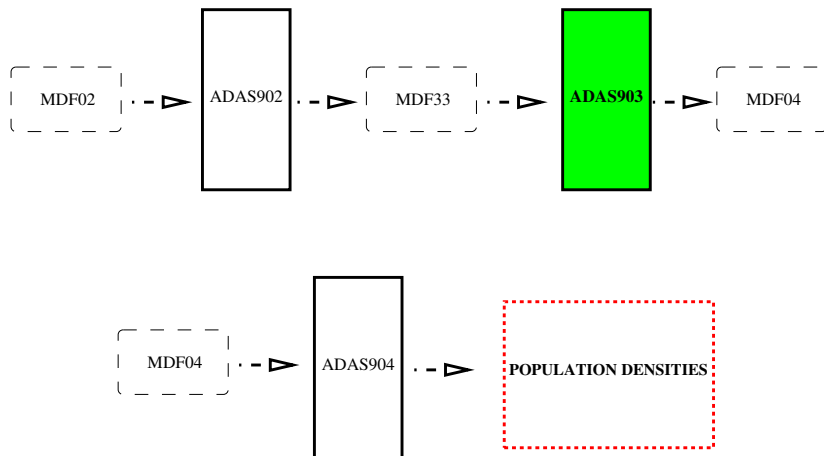 MDF02
ADAS902
MDF33
ADAS903
MDF04
MDF04
ADAS904
POPULATION DENSITIES